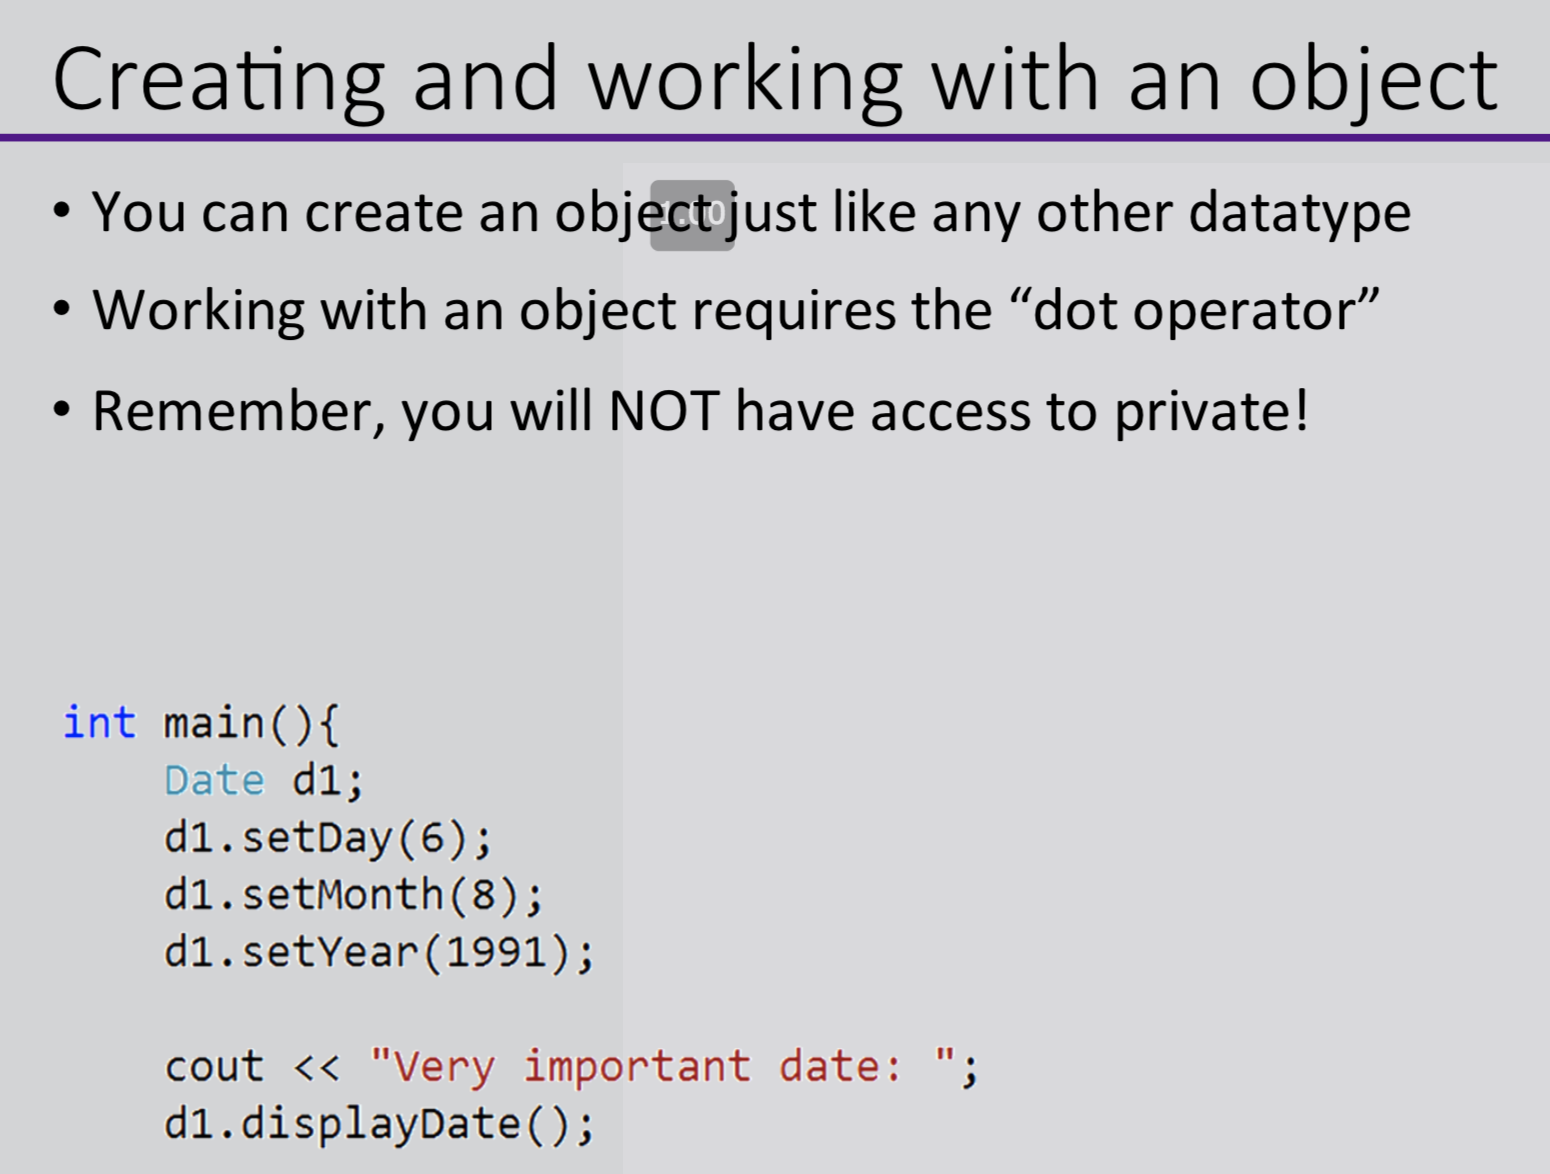 Creating and working with an object
• You can create an object just like any other datatype
1.00
• Working with an object requires the “dot operator”
• Remember, you will NOT have access to private!
int main(){
Date d1;
d1.setDay(6);
d1.setMonth(8);
d1.setYear(1991);
cout << "Very important date: ";
d1.displayDate();